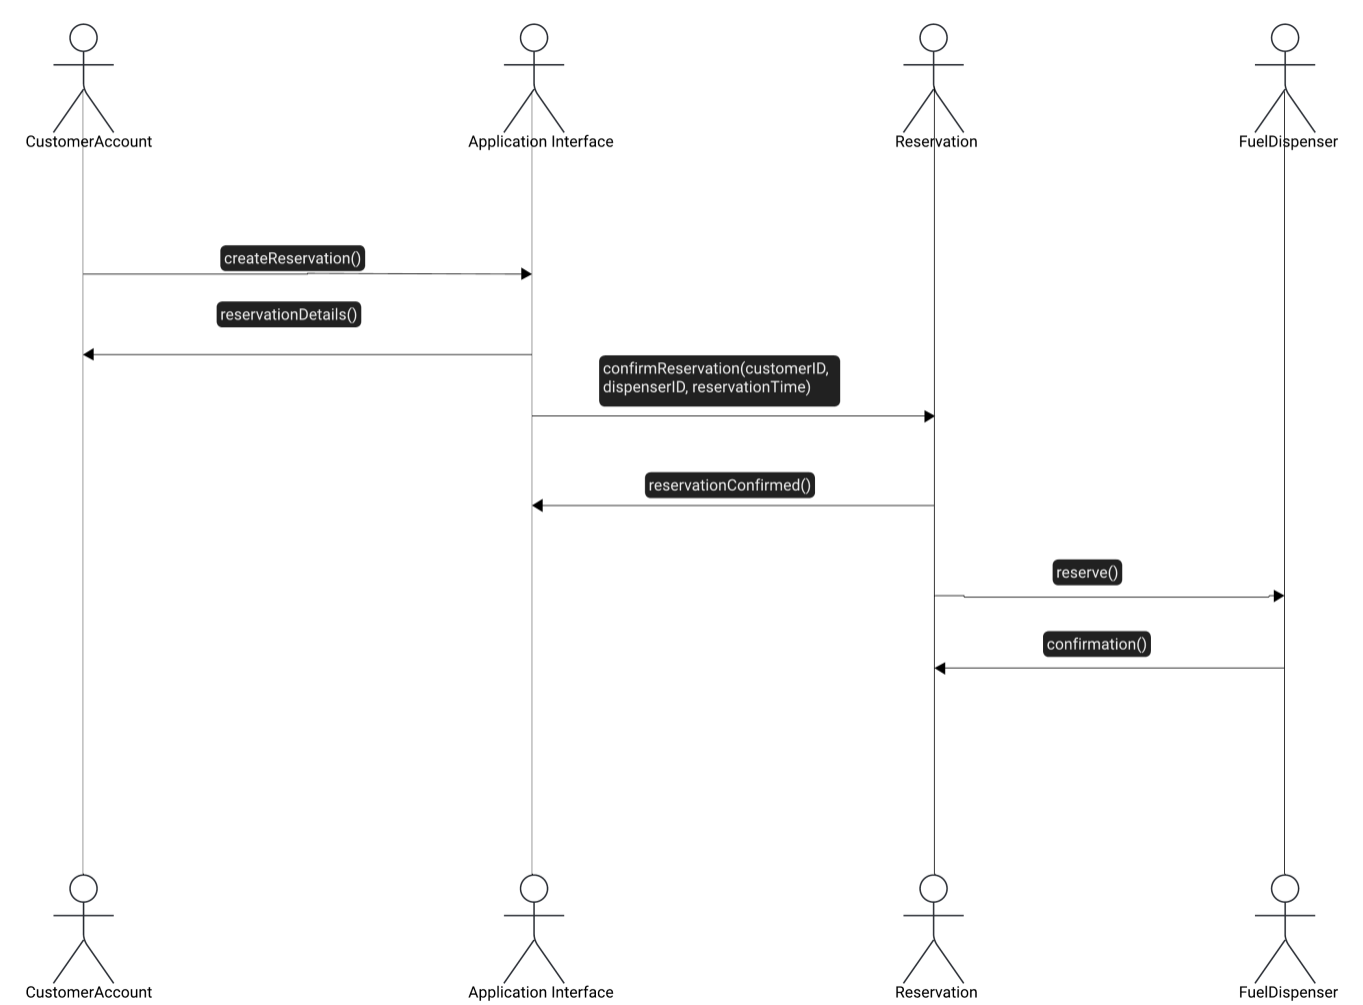 CustomerAccount
Application Interface
Reservation
FuelDispenser
createReservation()
reservationDetails()
confirmReservation(customerID,
dispenserID, reservationTime)
reservationConfirmed()
reserve()
confirmation()
CustomerAccount
Application Interface
Reservation
FuelDispenser